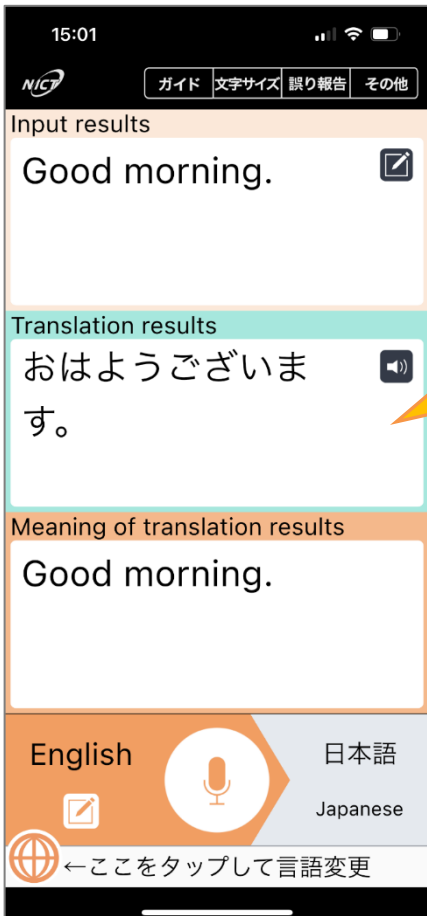 15:01
NICT ガイド 文字サイズ 誤り報告 その他
Input results
Good morning.
Translation results
おはようございま
す。
Meaning of translation results
Good morning.
English 日本語
Japanese
←ここをタップして言語変更